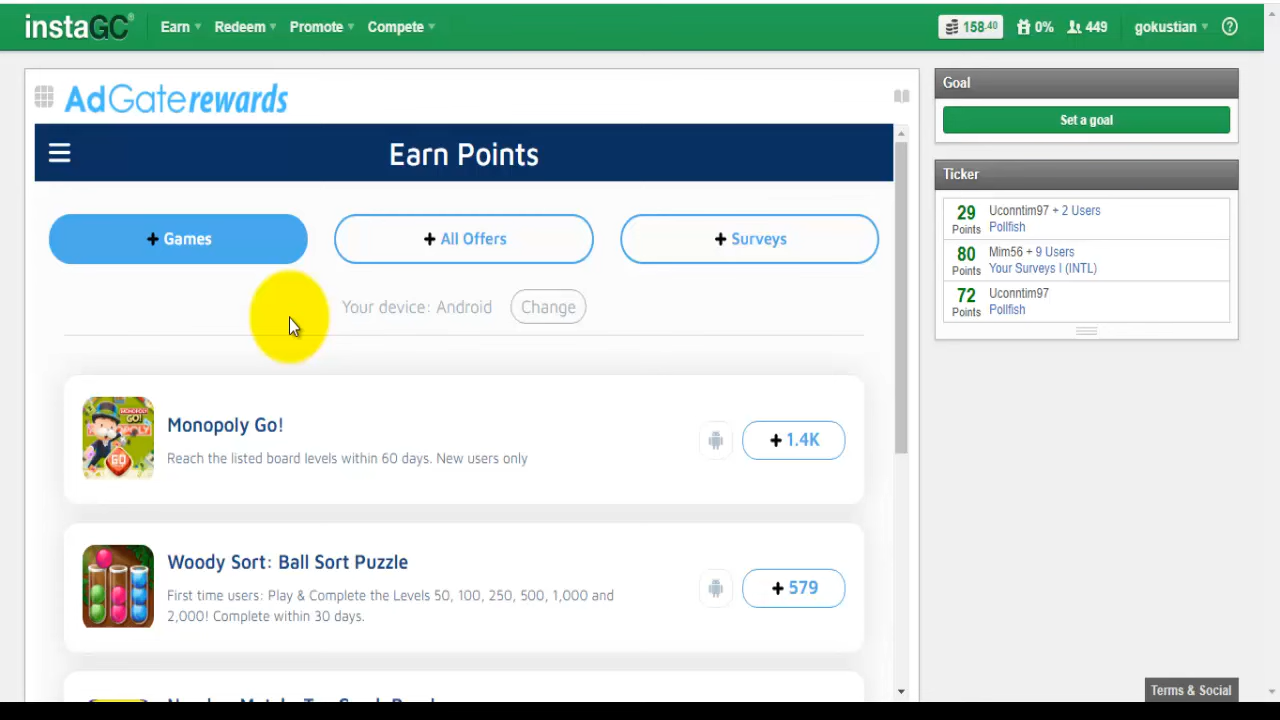 instaGC® Earn Redeem Promote Compete 158.40 0% 449 gokustian ?
AdGate rewards
Earn Points
+ Games + All Offers + Surveys
Your device: Android Change
Monopoly Go!
Reach the listed board levels within 60 days. New users only
+ 1.4K
Woody Sort: Ball Sort Puzzle
First time users: Play & Complete the Levels 50, 100, 250, 500, 1,000 and
2,000! Complete within 30 days.
+ 579
Goal
Set a goal
Ticker
29 Points Uconntim97 + 2 Users
Pollfish
80 Points Mim56 + 9 Users
Your Surveys I (INTL)
72 Points Uconntim97
Pollfish
Terms & Social